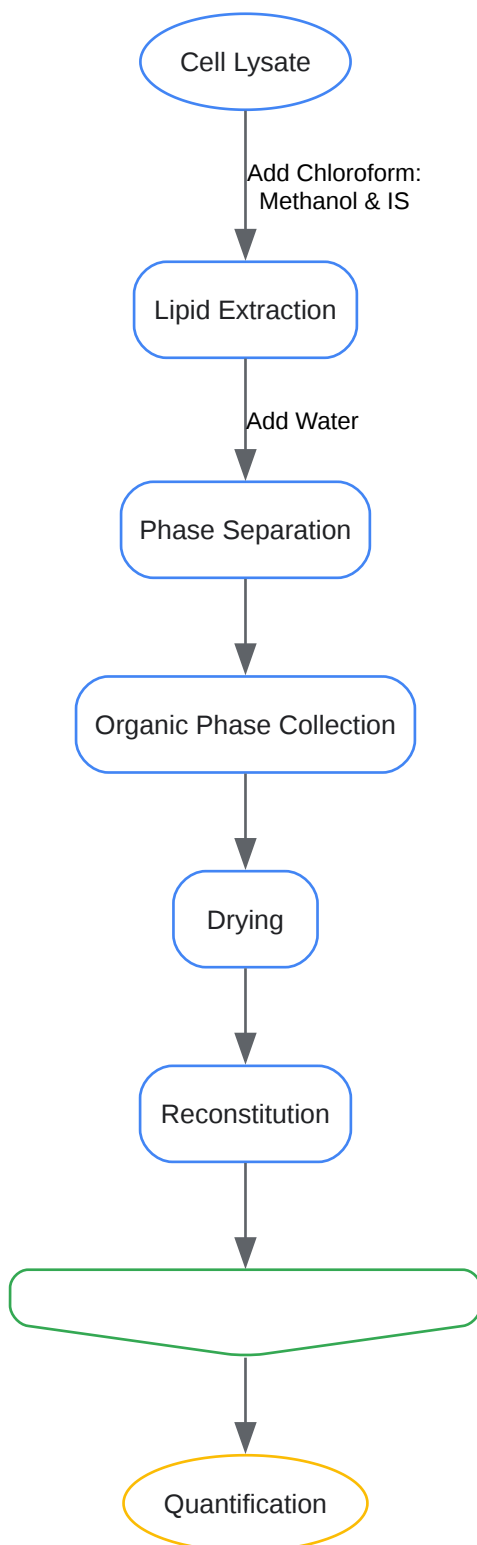 Cell Lysate
Add Chloroform:
Methanol & IS
Lipid Extraction
Add Water
Phase Separation
Organic Phase Collection
Drying
Reconstitution
Quantification